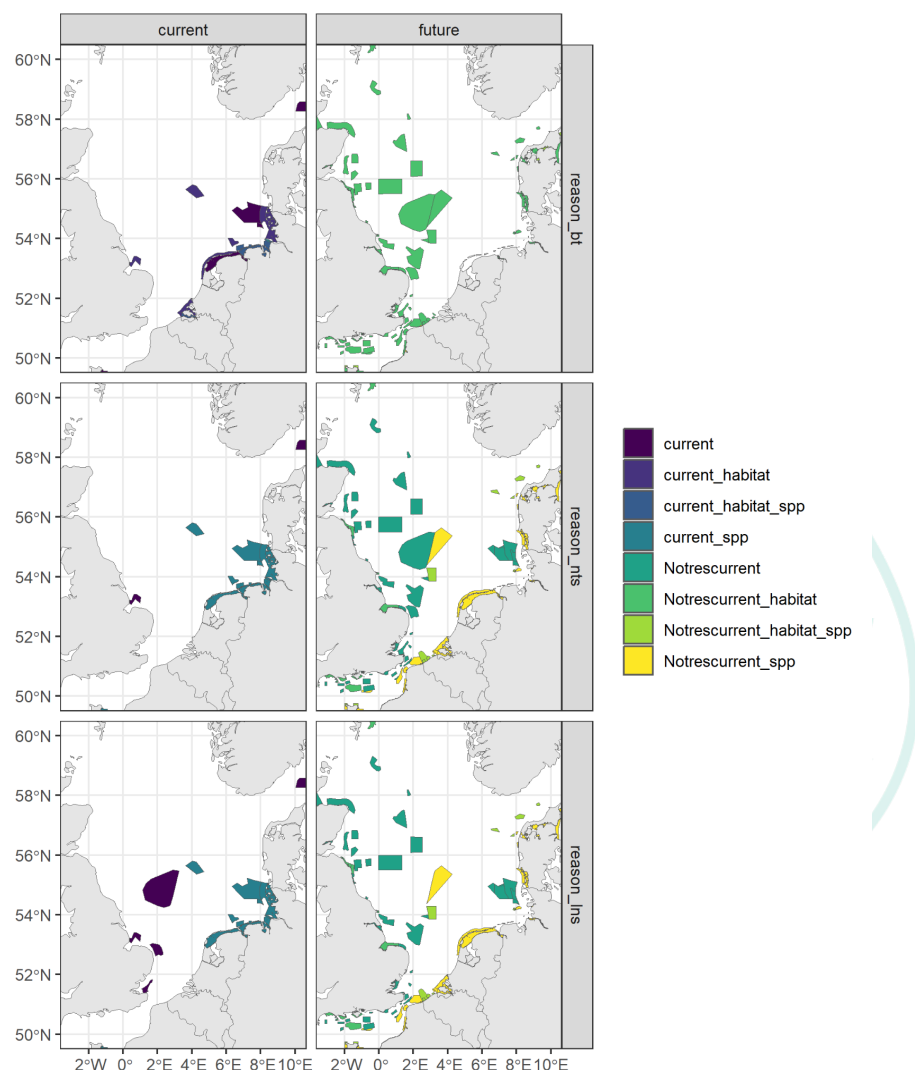 current
future
60°N
58°N
56°N
54°N
52°N
50°N
reason_bt
60°N
58°N
56°N
54°N
52°N
50°N
reason_nts
60°N
58°N
56°N
54°N
52°N
50°N
reason_lns
2°W 0° 2°E 4°E 6°E 8°E 10°E
2°W 0° 2°E 4°E 6°E 8°E 10°E
current
current_habitat
current_habitat_spp
current_spp
Notrescurrent
Notrescurrent_habitat
Notrescurrent_habitat_spp
Notrescurrent_spp